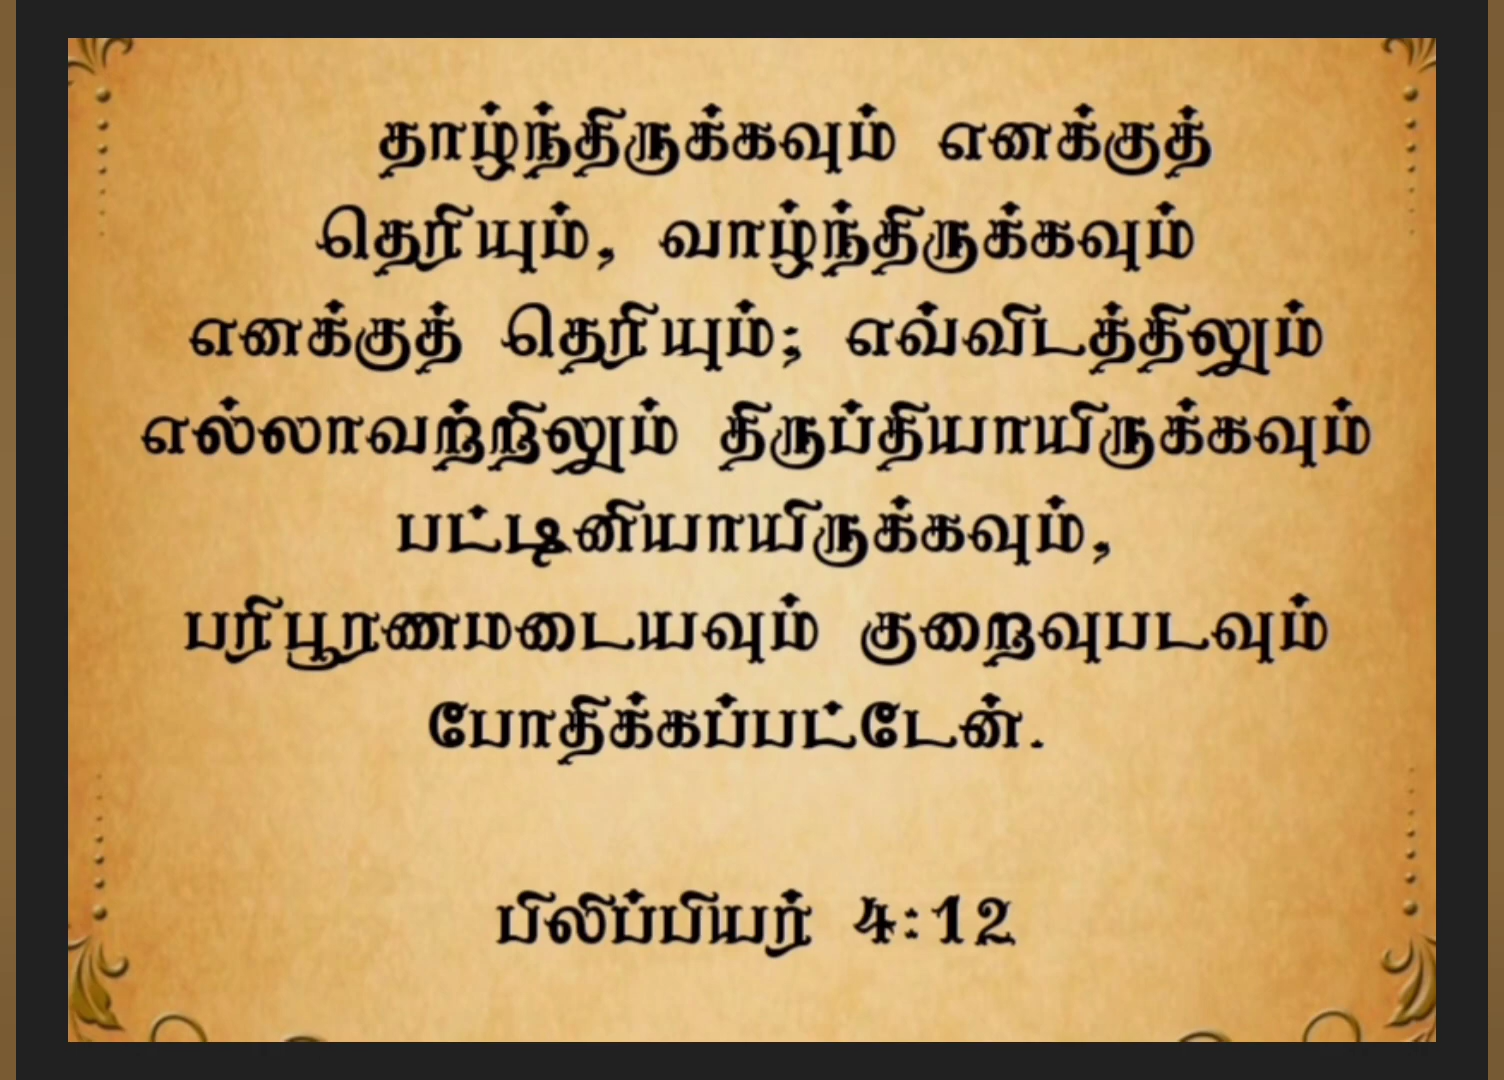 தாழ்ந்திருக்கவும் எனக்குத்
தெரியும், வாழ்ந்திருக்கவும்
எனக்குத் தெரியும்; எவ்விடத்திலும்
எல்லாவற்றிலும் திருப்தியாயிருக்கவும்
பட்டினியாயிருக்கவும்,
பரிபூரணமடையவும் குறைவுபடவும்
போதிக்கப்பட்டேன்.
பிலிப்பியர் 4:12